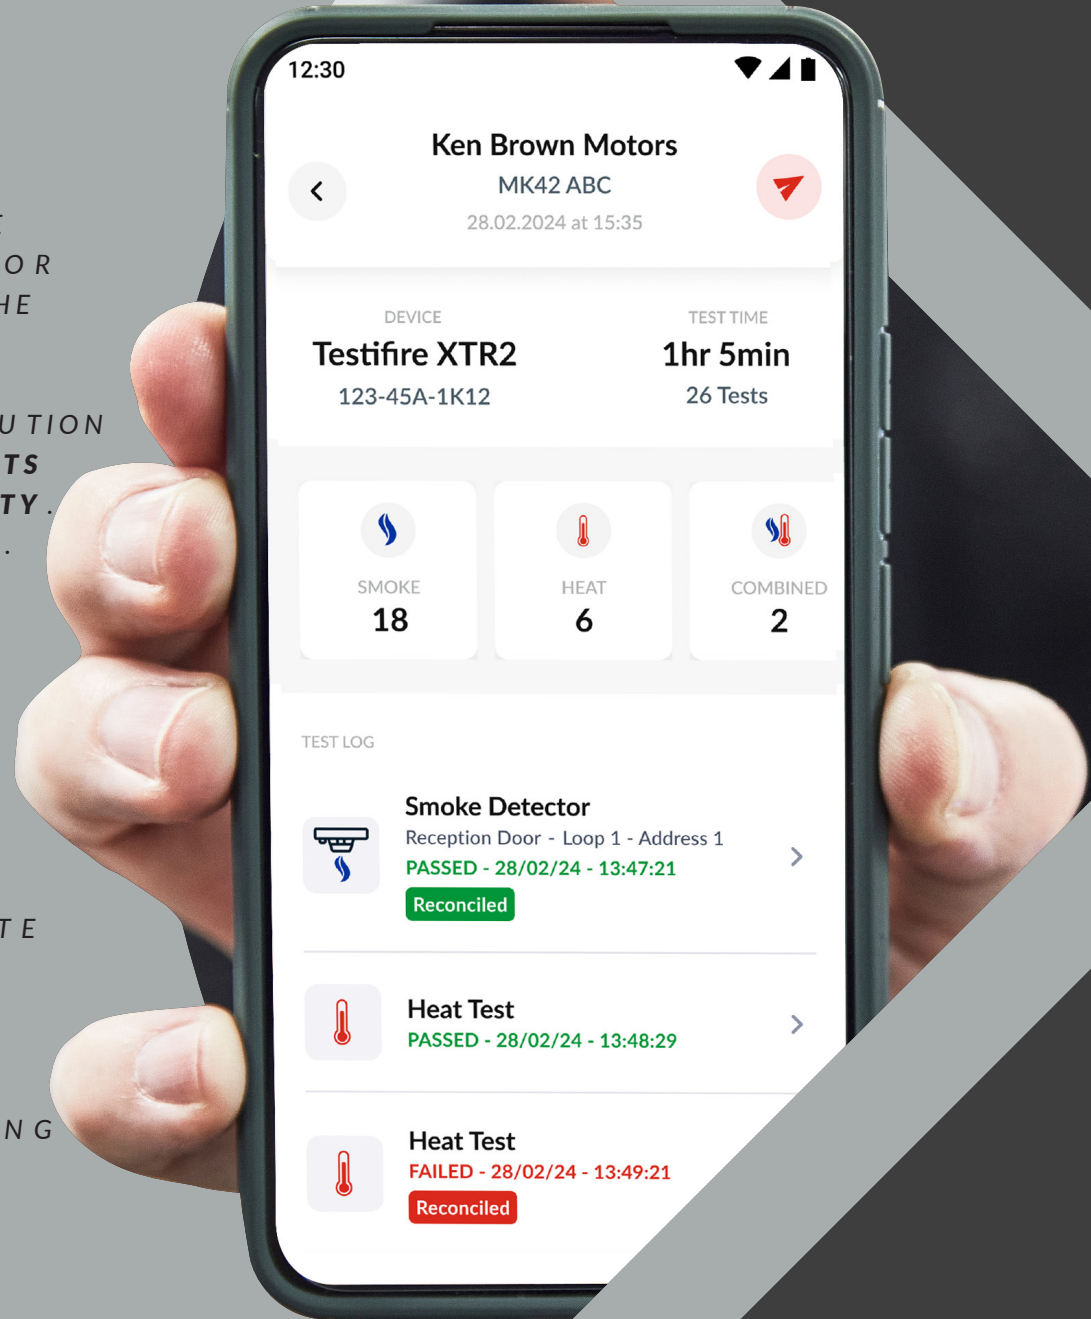 12:30
Ken Brown Motors
MK42 ABC
28.02.2024 at 15:35
DEVICE
Testifire XTR2
123-45A-1K12
TEST TIME
1hr 5min
26 Tests
SMOKE
18
HEAT
6
COMBINED
2
TEST LOG
Smoke Detector
Reception Door - Loop 1 - Address 1
PASSED - 28/02/24 - 13:47:21
Reconciled
Heat Test
PASSED - 28/02/24 - 13:48:29
Heat Test
FAILED - 28/02/24 - 13:49:21
Reconciled